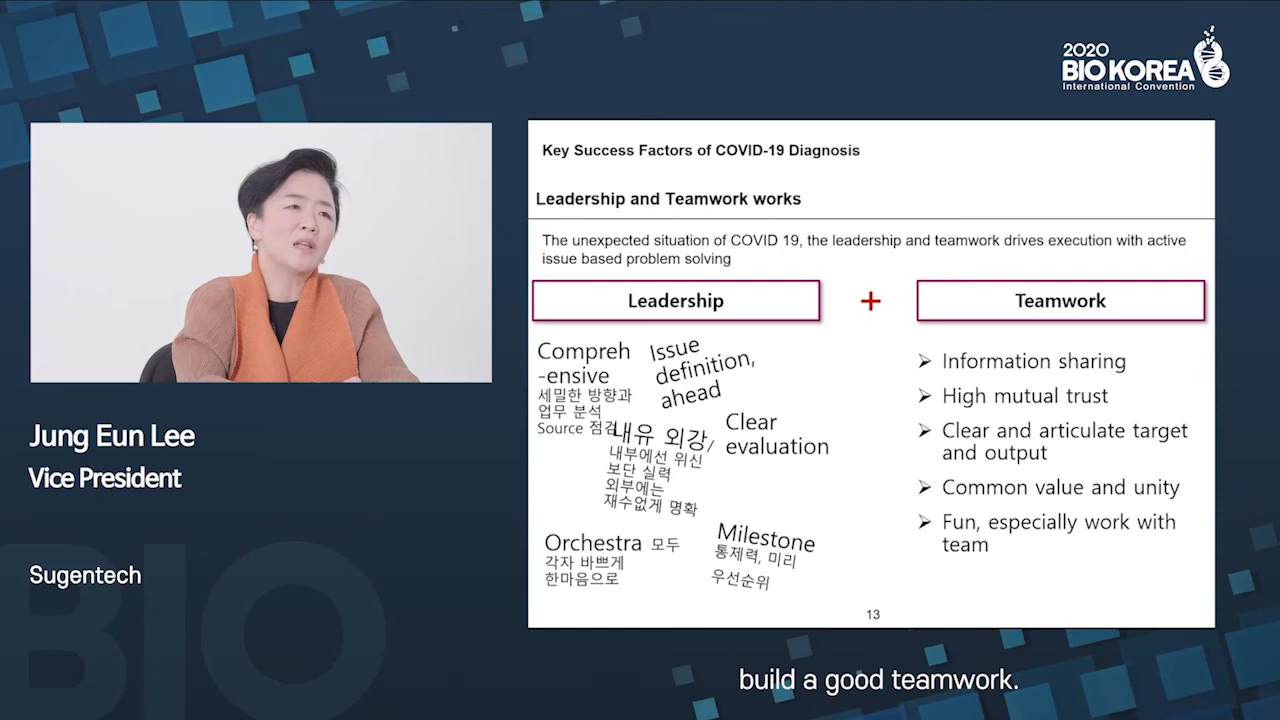 2020
BIO KOREA
International Convention
Key Success Factors of COVID-19 Diagnosis
Leadership and Teamwork works
The unexpected situation of COVID 19, the leadership and teamwork drives execution with active
issue based problem solving
Leadership
+
Teamwork
Compreh
-ensive
세밀한 방향과
업무 분석
Source 점검
Issue
definition,
ahead
내유 외강/
내부에선 위신
보단 실력
외부에는
재수없게 명확
Clear
evaluation
Orchestra 모두
각자 바쁘게
한마음으로
Milestone
통제력, 미리
우선순위
➢ Information sharing
➢ High mutual trust
➢ Clear and articulate target
and output
➢ Common value and unity
➢ Fun, especially work with
team
13
Jung Eun Lee
Vice President
Sugentech
BIO
build a good teamwork.